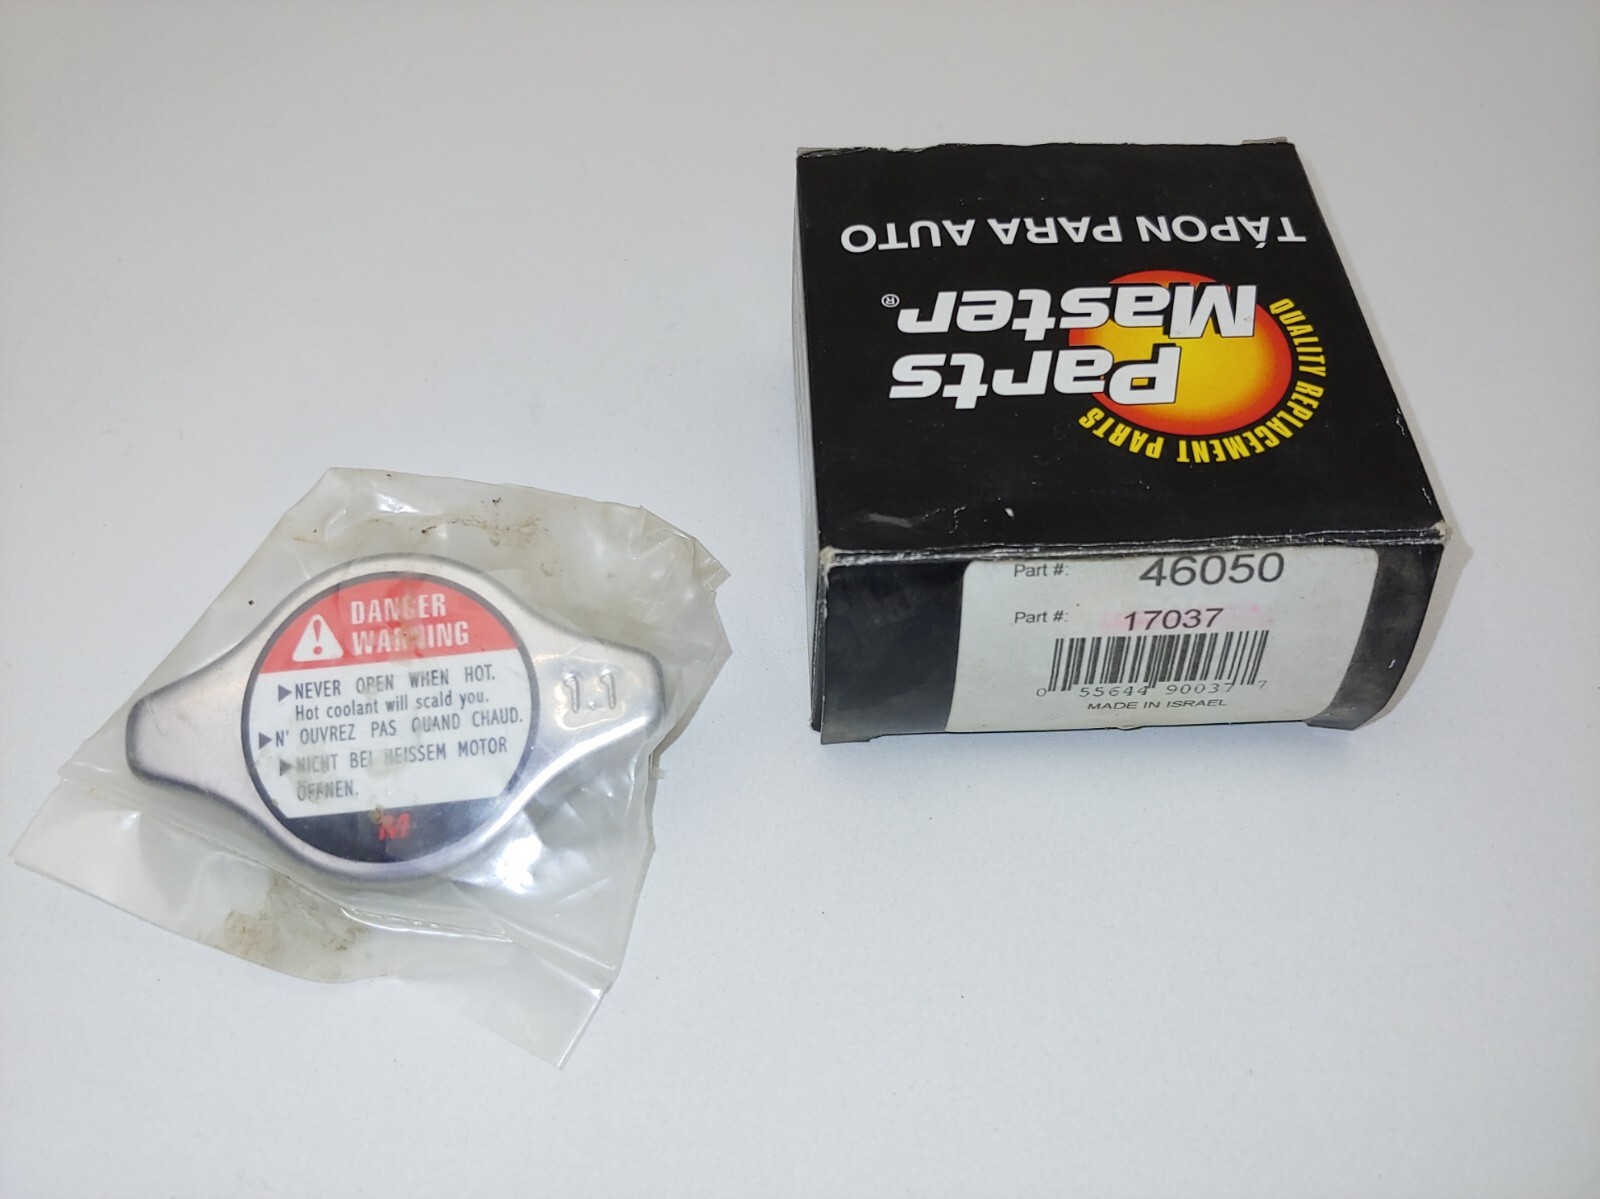 DANGER
WARNING
NEVER OPEN WHEN HOT.
Hot coolant will scald you.
N' OUVREZ PAS QUAND CHAUD.
NICHT BEI HEISSEM MOTOR
ÖFFNEN.
M
1.1
TÁPON PARA AUTO
Parts
Master®
QUALITY REPLACEMENT PARTS
Part #: 46050
Part #: 17037
0 55644 90037 7
MADE IN ISRAEL